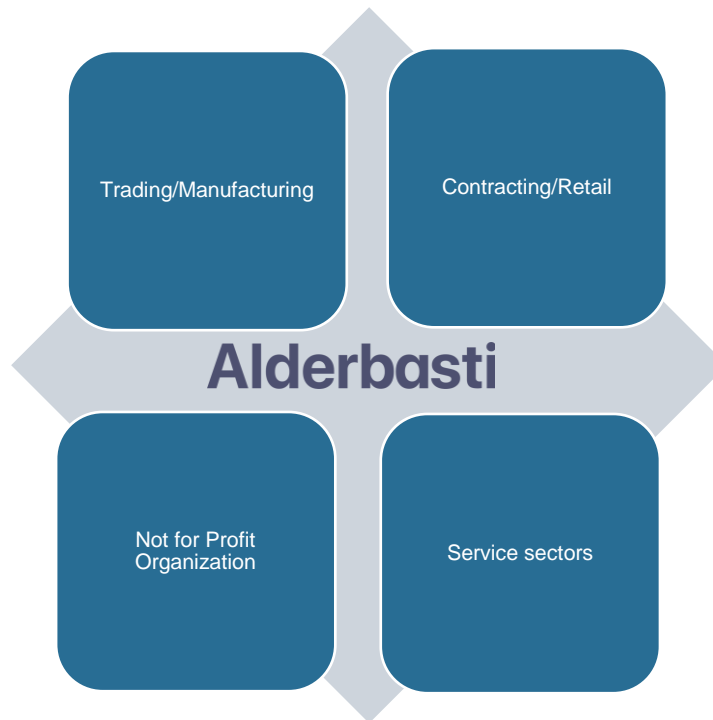 Trading/Manufacturing
Contracting/Retail
Alderbasti
Not for Profit
Organization
Service sectors